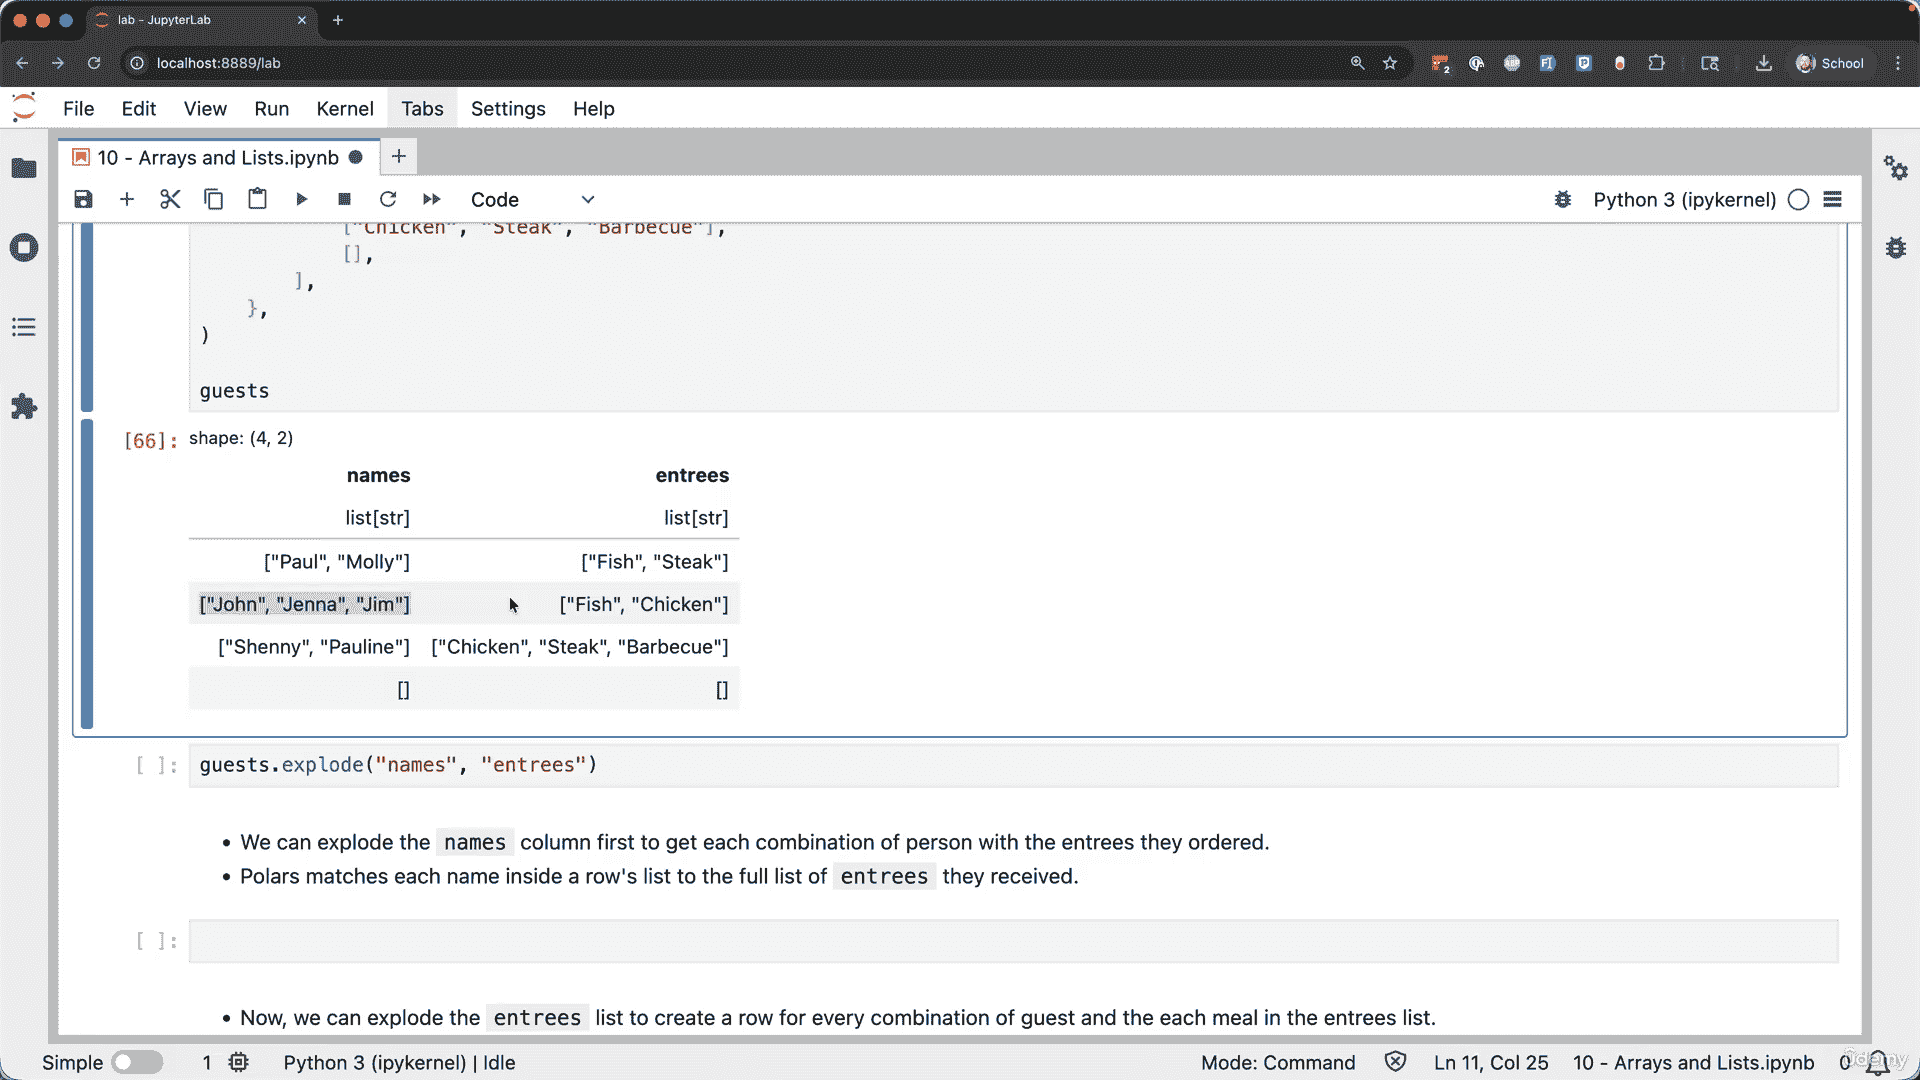 lab - JupyterLab
localhost:8889/lab
2
School
File Edit View Run Kernel Tabs Settings Help
10 - Arrays and Lists.ipynb
Code
Python 3 (ipykernel)
["Chicken", "Steak", "Barbecue"],
[],
],
},
)
guests
[66]: shape: (4, 2)
names entrees
list[str] list[str]
["Paul", "Molly"] ["Fish", "Steak"]
["John", "Jenna", "Jim"] ["Fish", "Chicken"]
["Shenny", "Pauline"] ["Chicken", "Steak", "Barbecue"]
[] []
[ ]: guests.explode("names", "entrees")
• We can explode the names column first to get each combination of person with the entrees they ordered.
• Polars matches each name inside a row's list to the full list of entrees they received.
[ ]:
• Now, we can explode the entrees list to create a row for every combination of guest and the each meal in the entrees list.
Simple 1 Python 3 (ipykernel) | Idle Mode: Command Ln 11, Col 25 10 - Arrays and Lists.ipynb 0
Udemy